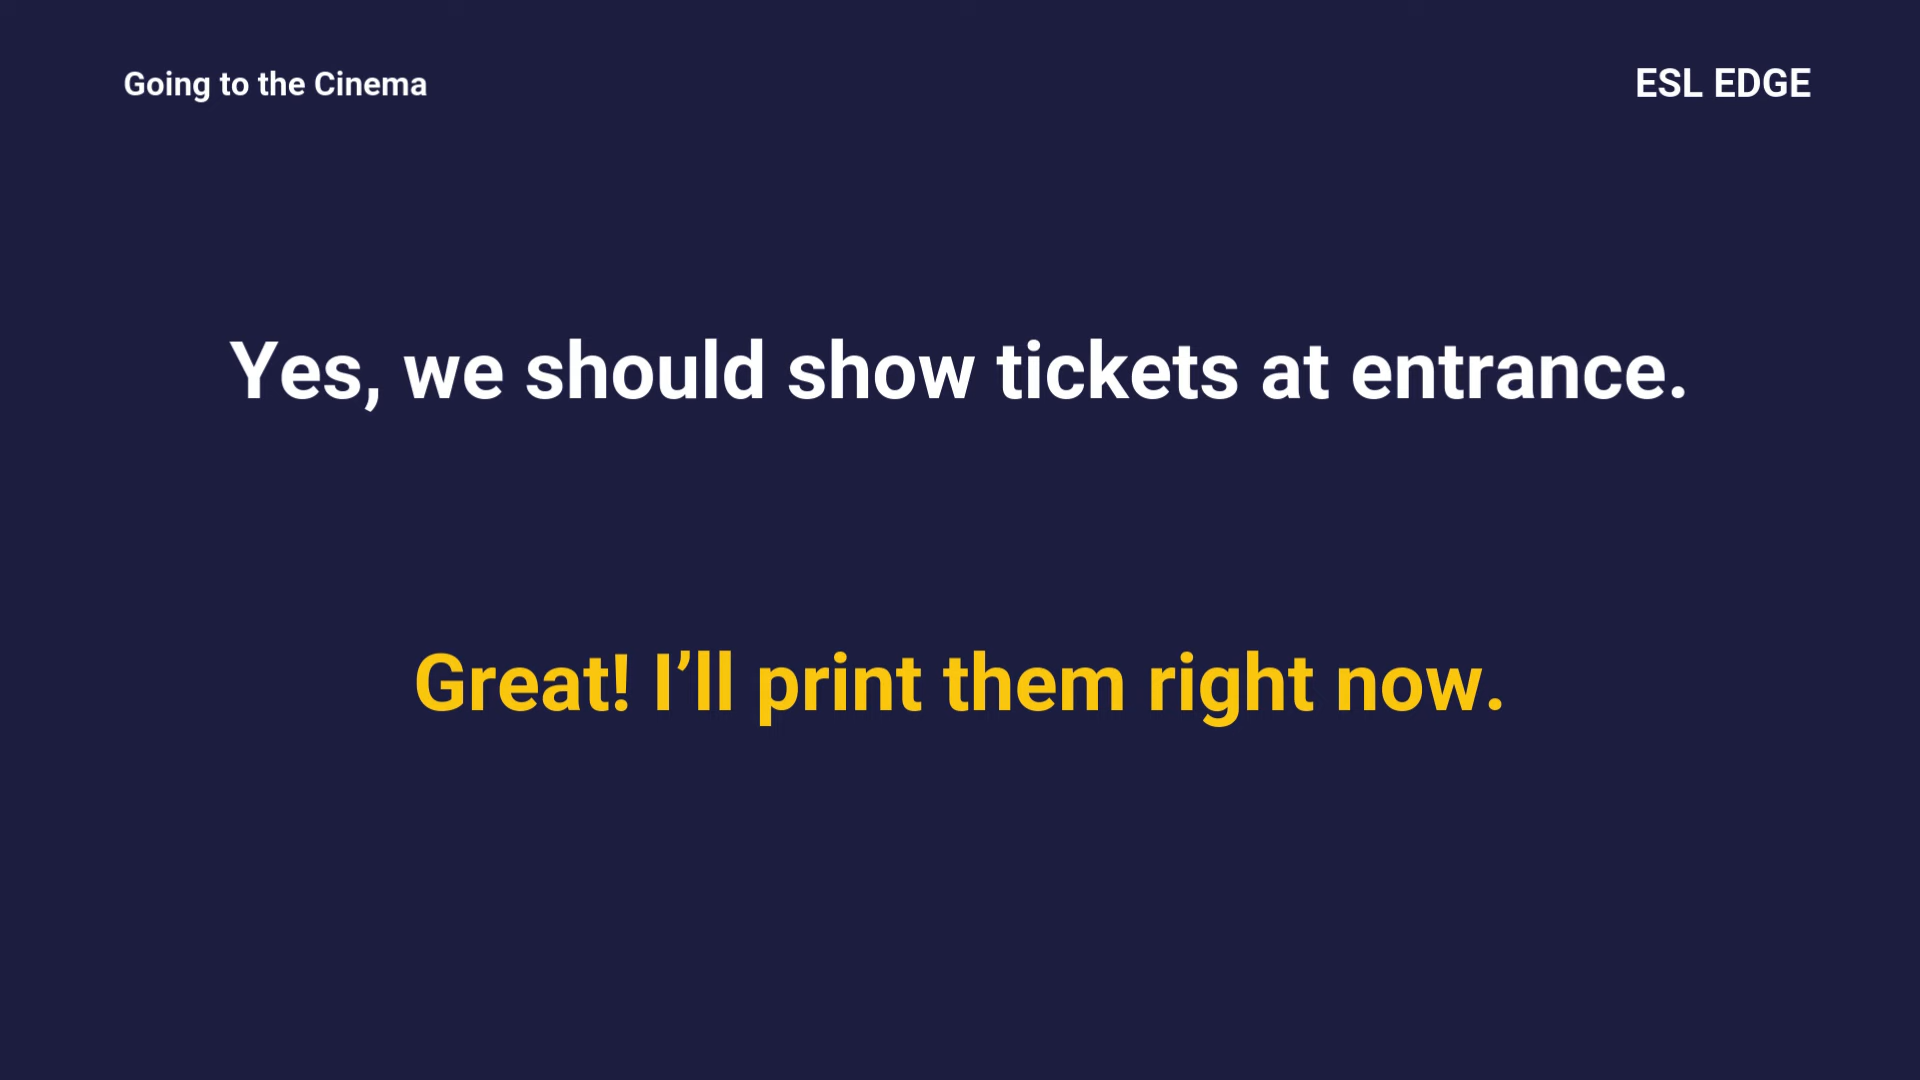 Going to the Cinema
ESL EDGE
Yes, we should show tickets at entrance.
Great! I’ll print them right now.